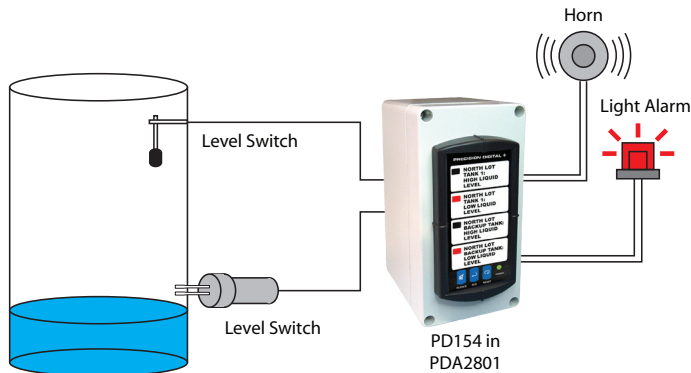 Horn
Light Alarm
Level Switch
PRECISION DIGITAL
NORTH LOT
TANK 1:
HIGH LIQUID
LEVEL
NORTH LOT
TANK 1:
LOW LIQUID
LEVEL
NORTH LOT
BACKUP TANK:
HIGH LIQUID
LEVEL
NORTH LOT
BACKUP TANK:
LOW LIQUID
LEVEL
Level Switch
PD154 in
PDA2801